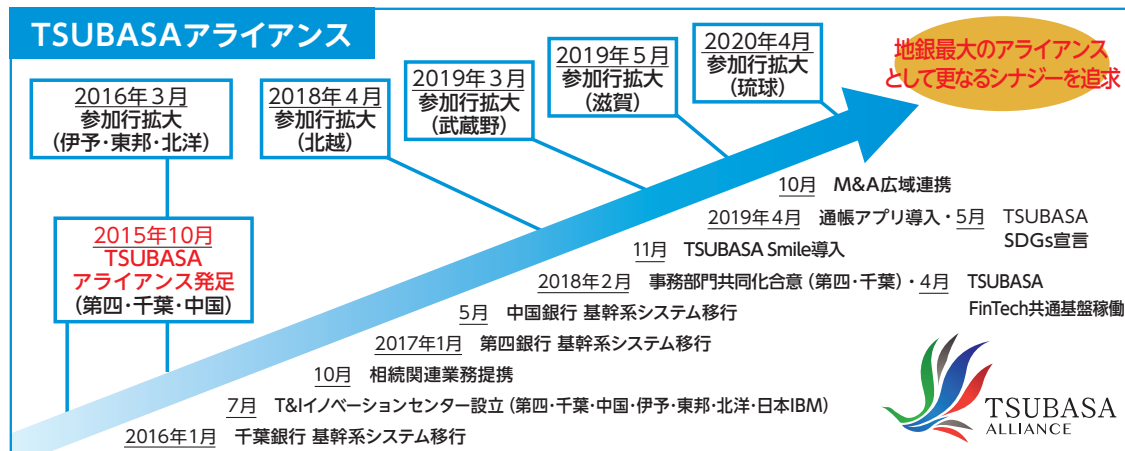 TSUBASAアライアンス
2016年3月
参加行拡大
(伊予・東邦・北洋)
2018年4月
参加行拡大
(北越)
2019年3月
参加行拡大
(武蔵野)
2019年5月
参加行拡大
(滋賀)
2020年4月
参加行拡大
(琉球)
地銀最大のアライアンス
として更なるシナジーを追求
2015年10月
TSUBASA
アライアンス発足
(第四・千葉・中国)
10月 M&A広域連携
2019年4月 通帳アプリ導入・5月 TSUBASA
SDGs宣言
11月 TSUBASA Smile導入
2018年2月 事務部門共同化合意(第四・千葉)・4月 TSUBASA
FinTech共通基盤稼働
5月 中国銀行 基幹系システム移行
2017年1月 第四銀行 基幹系システム移行
10月 相続関連業務提携
7月 T&Iイノベーションセンター設立(第四・千葉・中国・伊予・東邦・北洋・日本IBM)
2016年1月 千葉銀行 基幹系システム移行
TSUBASA
ALLIANCE